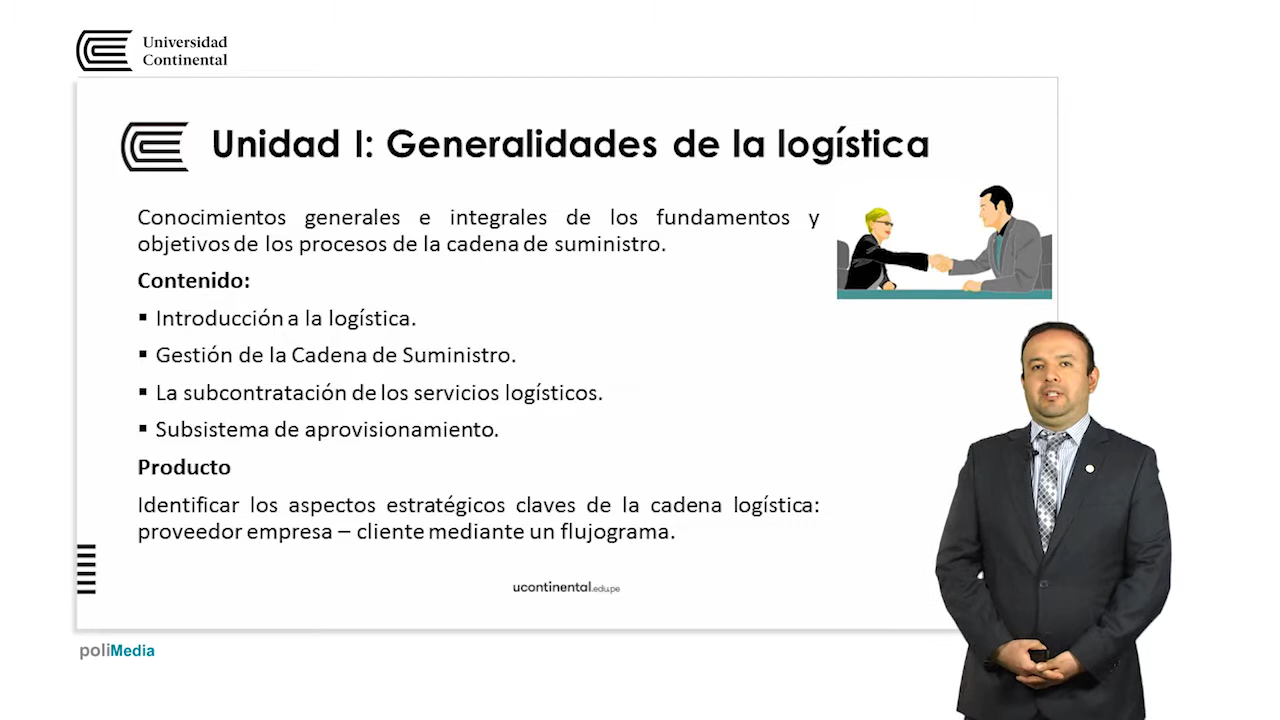 Universidad
Continental
Unidad I: Generalidades de la logística
Conocimientos generales e integrales de los fundamentos y
objetivos de los procesos de la cadena de suministro.
Contenido:
▪ Introducción a la logística.
▪ Gestión de la Cadena de Suministro.
▪ La subcontratación de los servicios logísticos.
▪ Subsistema de aprovisionamiento.
Producto
Identificar los aspectos estratégicos claves de la cadena logística:
proveedor empresa – cliente mediante un flujograma.
ucontinental.edu.pe
poliMedia